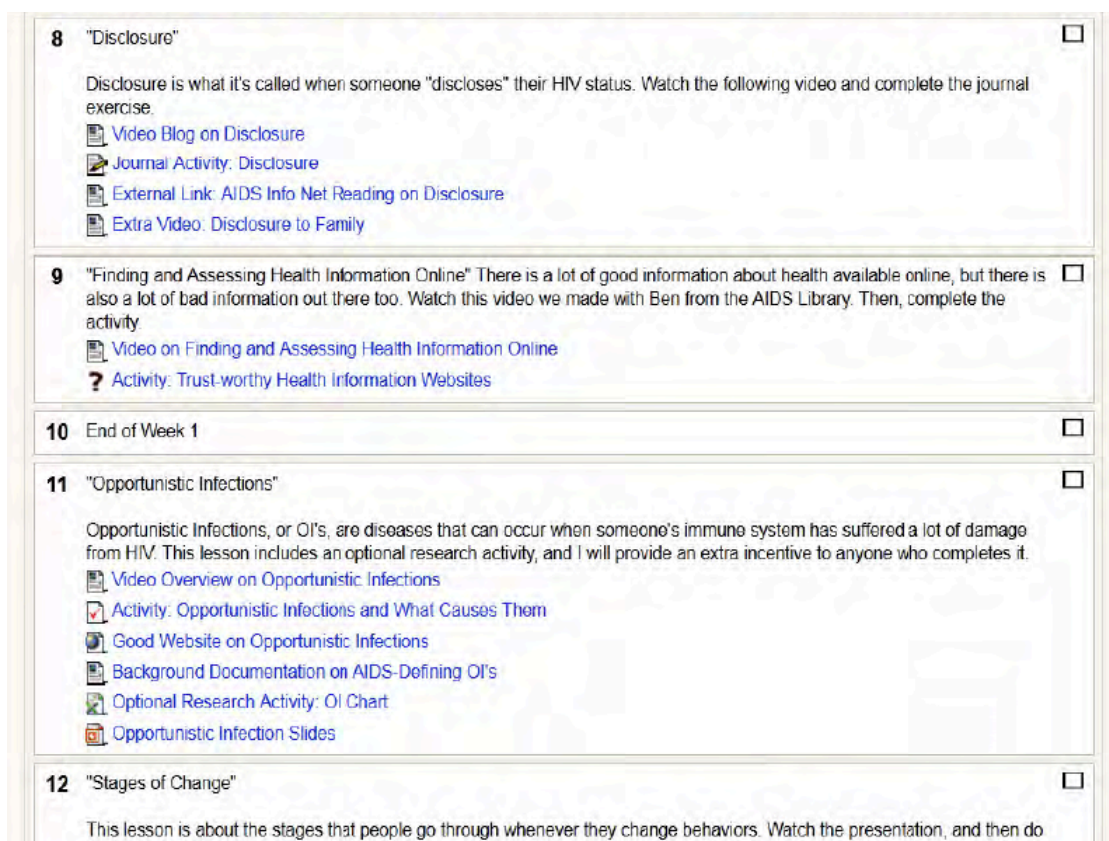 8 "Disclosure"
Disclosure is what it's called when someone "discloses" their HIV status. Watch the following video and complete the journal
exercise.
Video Blog on Disclosure
Journal Activity: Disclosure
External Link: AIDS Info Net Reading on Disclosure
Extra Video: Disclosure to Family
9 "Finding and Assessing Health Information Online" There is a lot of good information about health available online, but there is
also a lot of bad information out there too. Watch this video we made with Ben from the AIDS Library. Then, complete the
activity.
Video on Finding and Assessing Health Information Online
Activity: Trust-worthy Health Information Websites
10 End of Week 1
11 "Opportunistic Infections"
Opportunistic Infections, or OI's, are diseases that can occur when someone's immune system has suffered a lot of damage
from HIV. This lesson includes an optional research activity, and I will provide an extra incentive to anyone who completes it.
Video Overview on Opportunistic Infections
Activity: Opportunistic Infections and What Causes Them
Good Website on Opportunistic Infections
Background Documentation on AIDS-Defining OI's
Optional Research Activity: OI Chart
Opportunistic Infection Slides
12 "Stages of Change"
This lesson is about the stages that people go through whenever they change behaviors. Watch the presentation, and then do